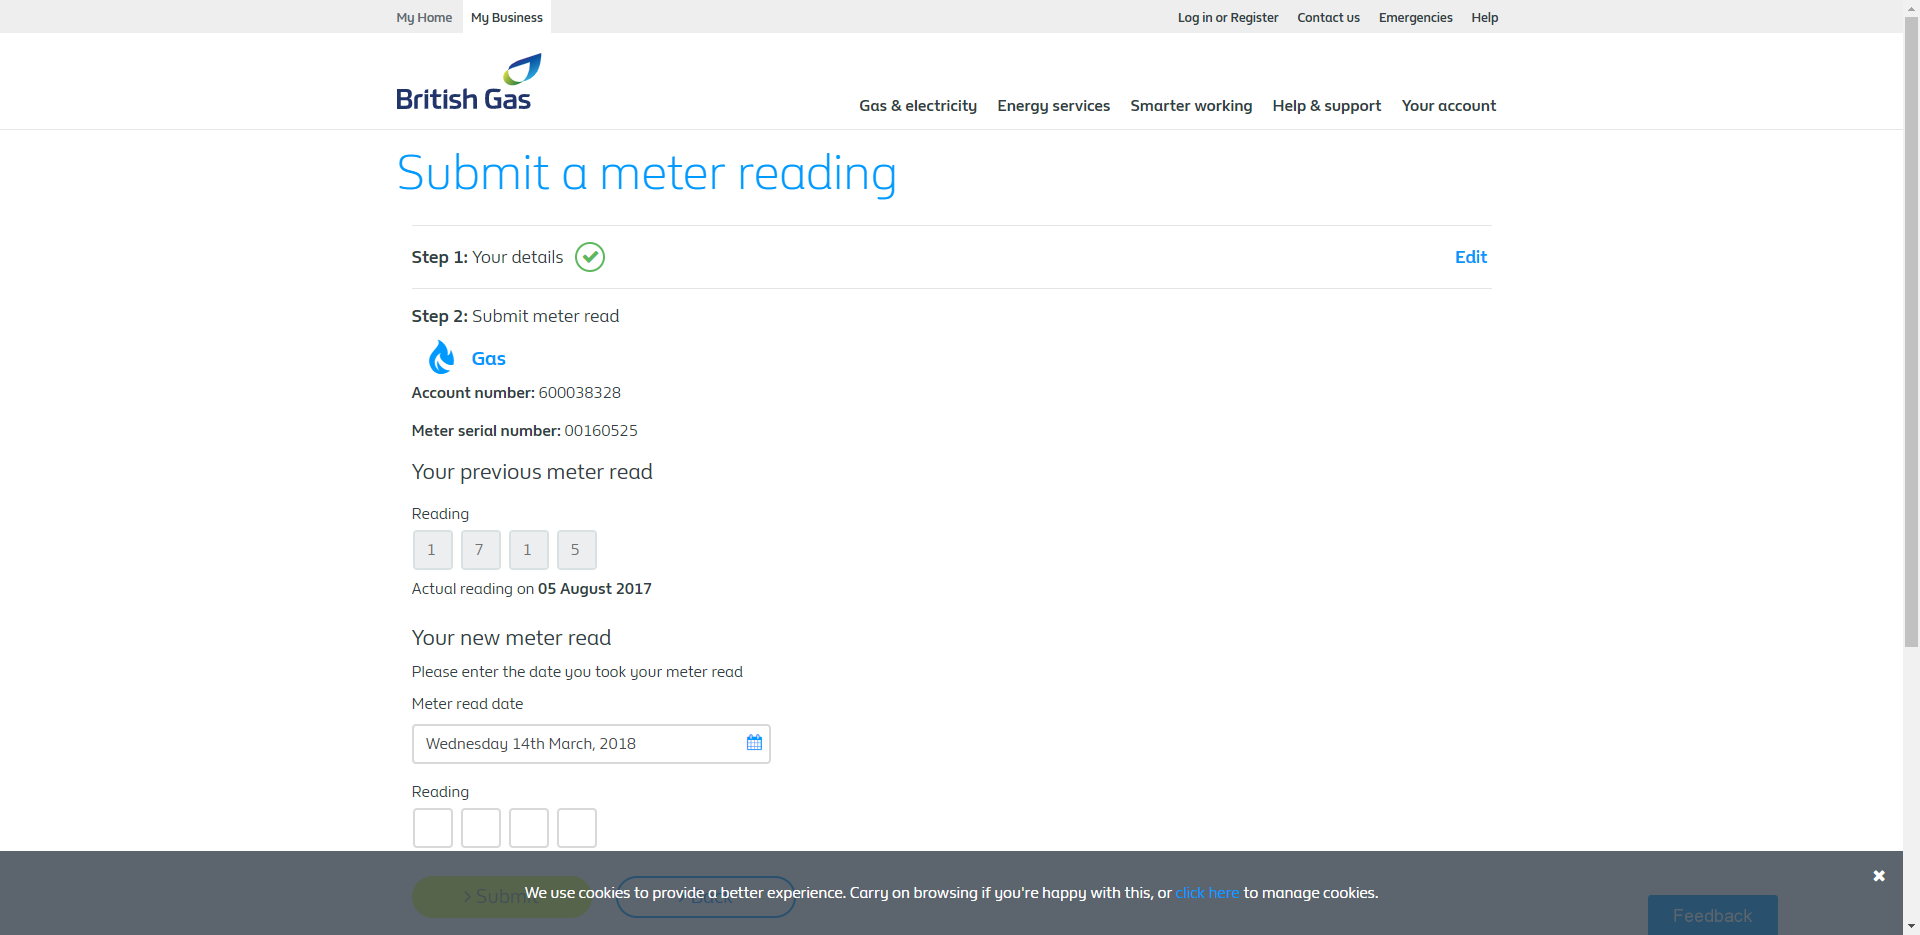 My Home My Business Log in or Register Contact us Emergencies Help
British Gas
Gas & electricity Energy services Smarter working Help & support Your account
Submit a meter reading
Step 1: Your details Edit
Step 2: Submit meter read
Gas
Account number: 600038328
Meter serial number: 00160525
Your previous meter read
Reading
1 7 1 5
Actual reading on 05 August 2017
Your new meter read
Please enter the date you took your meter read
Meter read date
Wednesday 14th March, 2018
Reading
> Submit > Back
We use cookies to provide a better experience. Carry on browsing if you're happy with this, or click here to manage cookies.
Feedback